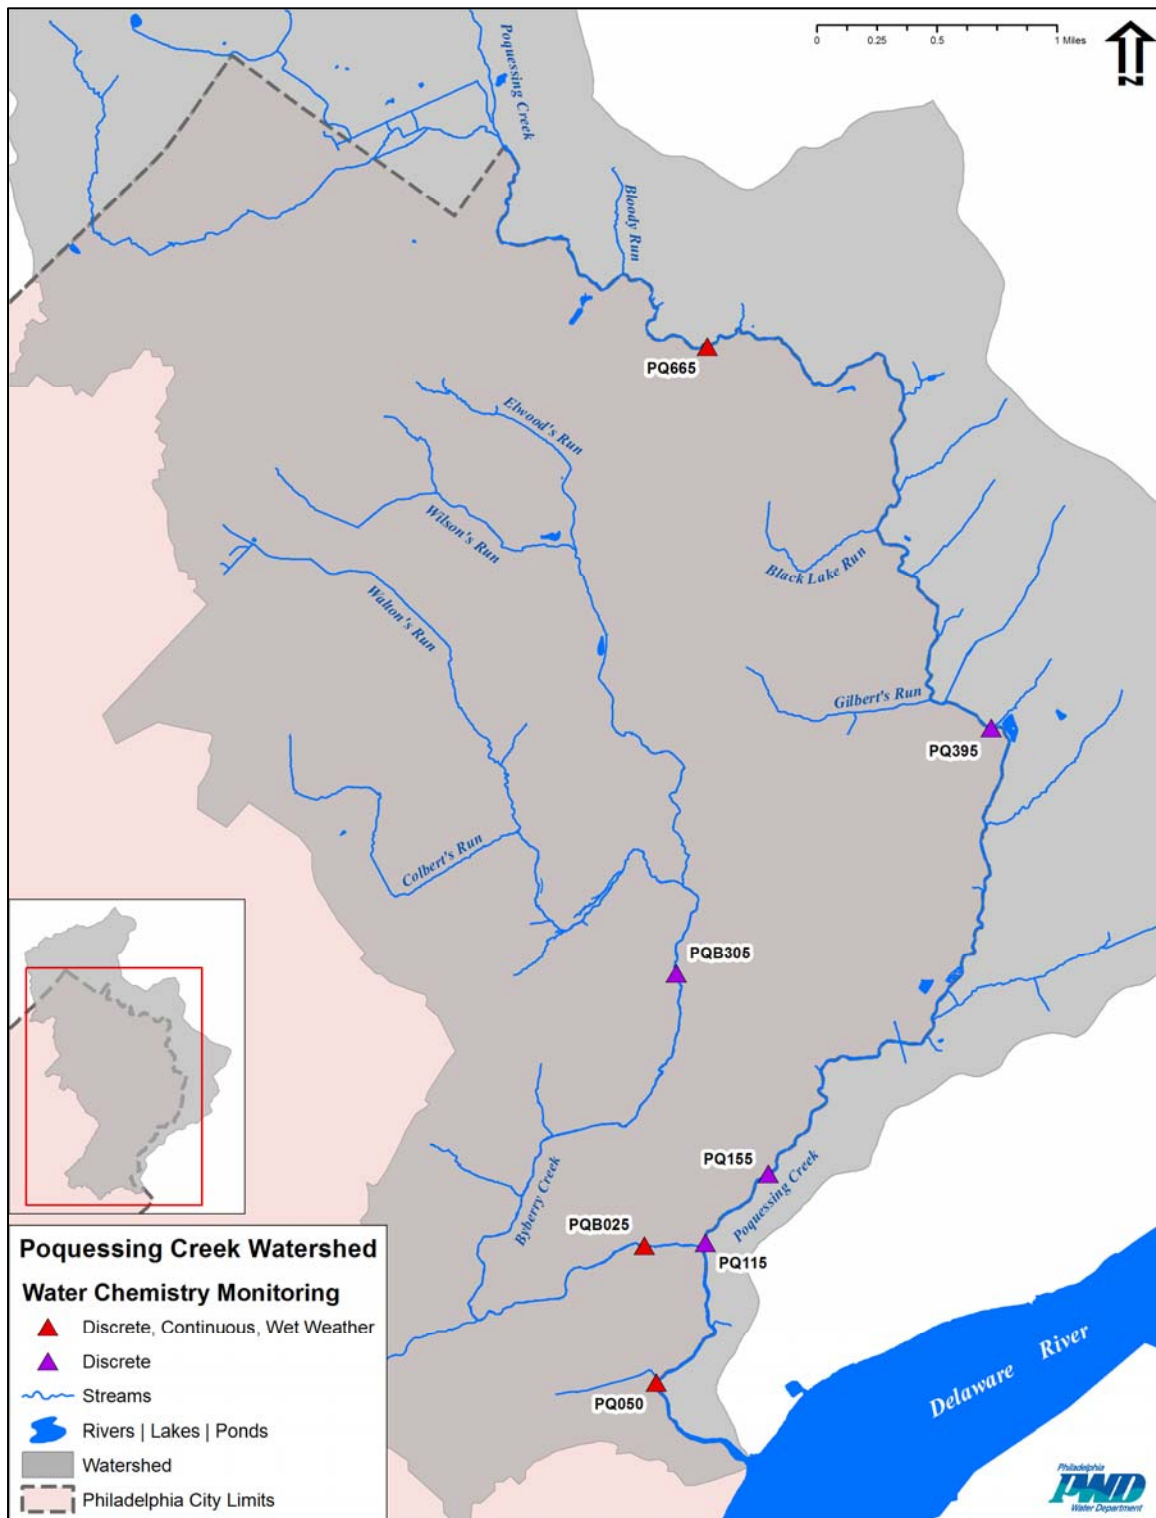 0 0.25 0.5 1 Miles
N
Poquessing Creek
Bloody Run
PQ665
Elwood's Run
Wilson's Run
Black Lake Run
Walton's Run
Gilbert's Run
PQ395
Colbert's Run
PQB305
PQ155
Poquessing Creek
Byberry Creek
PQB025
PQ115
PQ050
Delaware River
Poquessing Creek Watershed
Water Chemistry Monitoring
Discrete, Continuous, Wet Weather
Discrete
Streams
Rivers | Lakes | Ponds
Watershed
Philadelphia City Limits
Philadelphia
PWD
Water Department